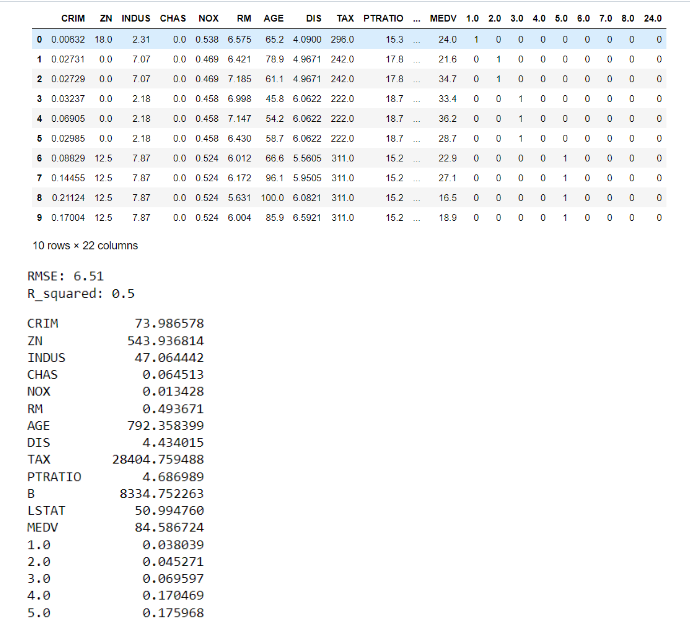 CRIM ZN INDUS CHAS NOX RM AGE DIS TAX PTRATIO ... MEDV 1.0 2.0 3.0 4.0 5.0 6.0 7.0 8.0 24.0
0 0.00632 18.0 2.31 0.0 0.538 6.575 65.2 4.0900 296.0 15.3 ... 24.0 1 0 0 0 0 0 0 0 0
1 0.02731 0.0 7.07 0.0 0.469 6.421 78.9 4.9671 242.0 17.8 ... 21.6 0 1 0 0 0 0 0 0 0
2 0.02729 0.0 7.07 0.0 0.469 7.185 61.1 4.9671 242.0 17.8 ... 34.7 0 1 0 0 0 0 0 0 0
3 0.03237 0.0 2.18 0.0 0.458 6.998 45.8 6.0622 222.0 18.7 ... 33.4 0 0 1 0 0 0 0 0 0
4 0.06905 0.0 2.18 0.0 0.458 7.147 54.2 6.0622 222.0 18.7 ... 36.2 0 0 1 0 0 0 0 0 0
5 0.02985 0.0 2.18 0.0 0.458 6.430 58.7 6.0622 222.0 18.7 ... 28.7 0 0 1 0 0 0 0 0 0
6 0.08829 12.5 7.87 0.0 0.524 6.012 66.6 5.5605 311.0 15.2 ... 22.9 0 0 0 0 1 0 0 0 0
7 0.14455 12.5 7.87 0.0 0.524 6.172 96.1 5.9505 311.0 15.2 ... 27.1 0 0 0 0 1 0 0 0 0
8 0.21124 12.5 7.87 0.0 0.524 5.631 100.0 6.0821 311.0 15.2 ... 16.5 0 0 0 0 1 0 0 0 0
9 0.17004 12.5 7.87 0.0 0.524 6.004 85.9 6.5921 311.0 15.2 ... 18.9 0 0 0 0 1 0 0 0 0
10 rows × 22 columns
RMSE: 6.51
R_squared: 0.5
CRIM 73.986578
ZN 543.936814
INDUS 47.064442
CHAS 0.064513
NOX 0.013428
RM 0.493671
AGE 792.358399
DIS 4.434015
TAX 28404.759488
PTRATIO 4.686989
B 8334.752263
LSTAT 50.994760
MEDV 84.586724
1.0 0.038039
2.0 0.045271
3.0 0.069597
4.0 0.170469
5.0 0.175968